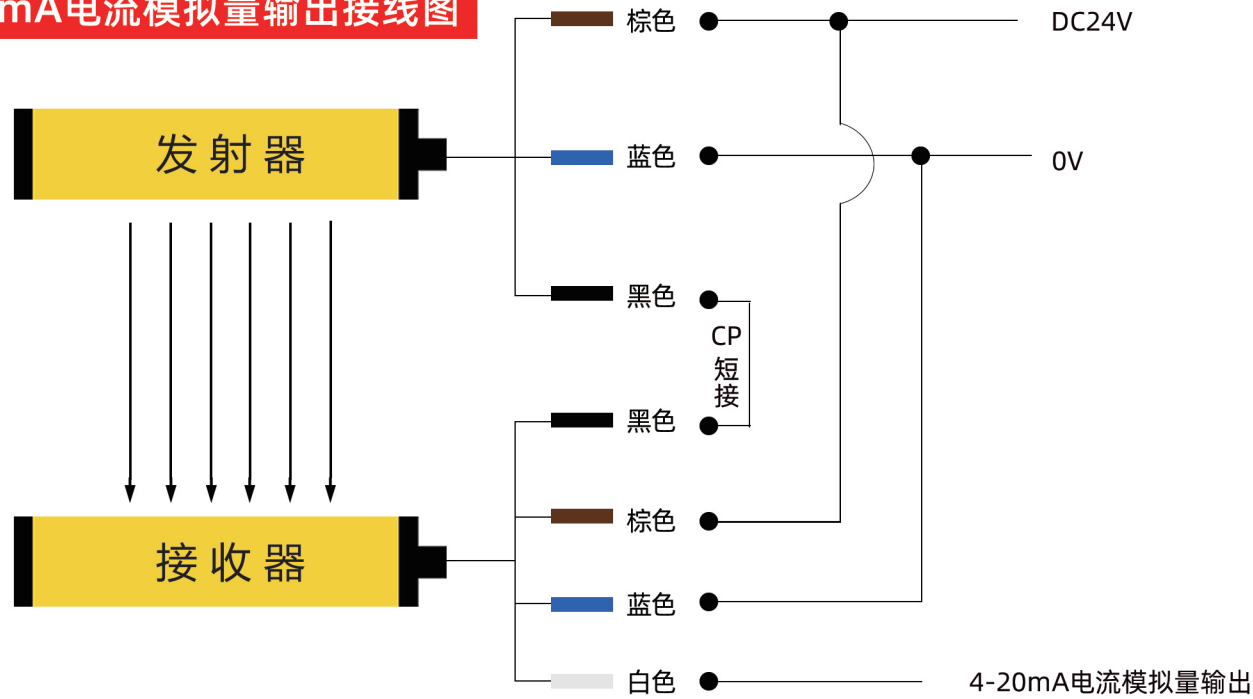 mA电流模拟量输出接线图
棕色
DC24V
发射器
蓝色
0V
黑色
CP
短
接
黑色
棕色
接收器
蓝色
白色
4-20mA电流模拟量输出